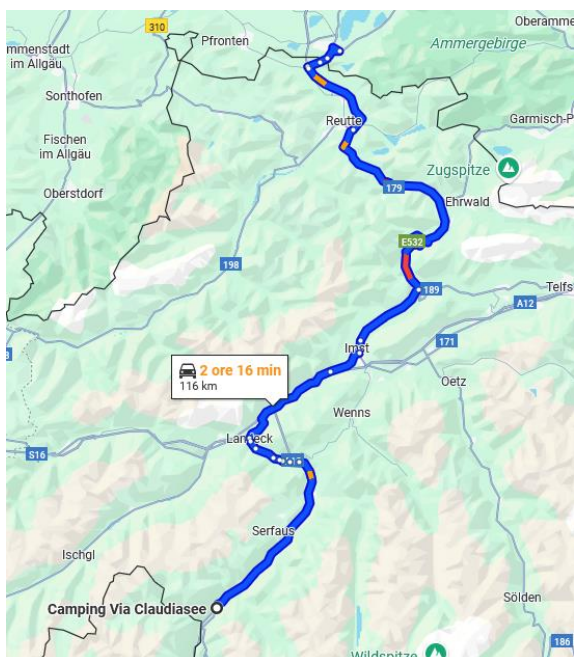 Oberamme
310
Pfronten
mmenstadt
im Allgäu
Ammergebirge
Sonthofen
Reutte
Garmisch-P
Fischen
im Allgäu
Zugspitze
Oberstdorf
179
Ehrwald
E532
198
189
Telfs
A12
Imst
171
2 ore 16 min
116 km
Oetz
Wenns
Landeck
S16
Serfaus
Ischgl
Camping Via Claudiasee
Sölden
186
Wildspitze